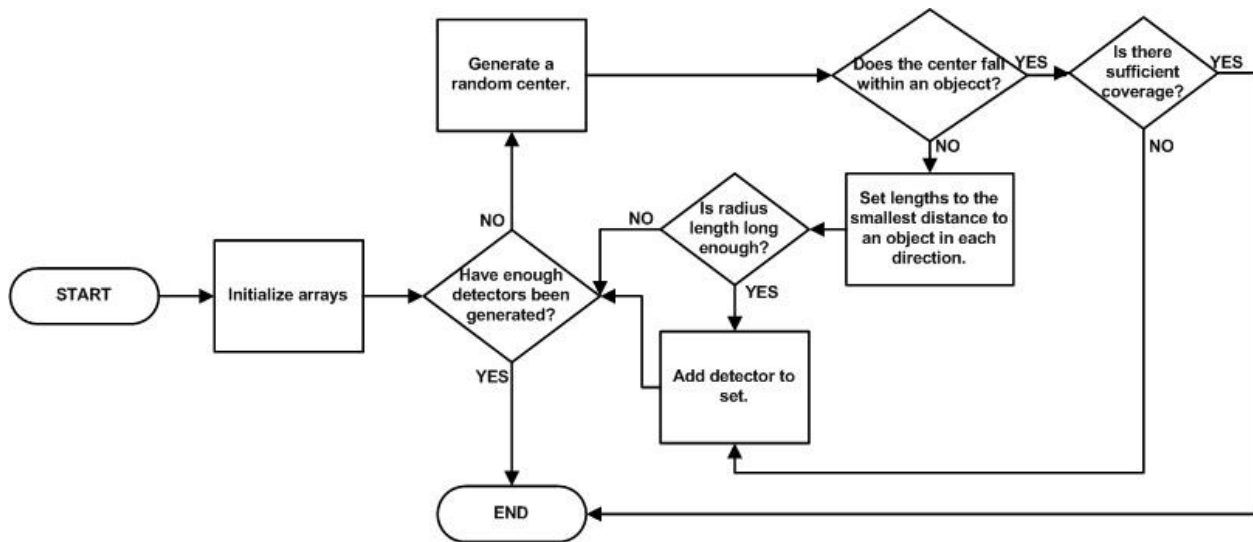 Generate a
random center.
Does the center fall
within an objecct?
YES
Is there
sufficient
coverage?
YES
NO
NO
Set lengths to the
smallest distance to
an object in each
direction.
Is radius
length long
enough?
NO
YES
NO
START
Initialize arrays
Have enough
detectors been
generated?
YES
Add detector to
set.
END